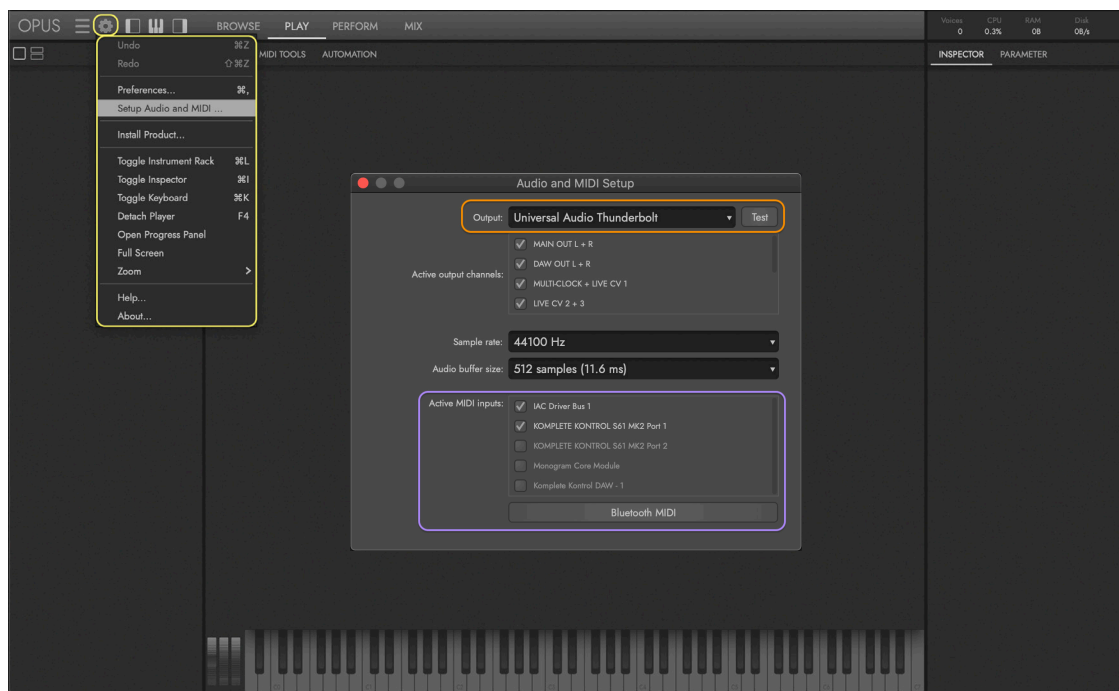 OPUS BROWSE PLAY PERFORM MIX
Voices CPU RAM Disk
0 0.3% 0B 0B/s
MIDI TOOLS AUTOMATION
INSPECTOR PARAMETER
Undo ⌘Z
Redo ⇧⌘Z
Preferences... ⌘,
Setup Audio and MIDI ...
Install Product...
Toggle Instrument Rack ⌘L
Toggle Inspector ⌘I
Toggle Keyboard ⌘K
Detach Player F4
Open Progress Panel
Full Screen
Zoom >
Help...
About...
Audio and MIDI Setup
Output: Universal Audio Thunderbolt Test
Active output channels:
MAIN OUT L + R
DAW OUT L + R
MULTI-CLOCK + LIVE CV 1
LIVE CV 2 + 3
Sample rate: 44100 Hz
Audio buffer size: 512 samples (11.6 ms)
Active MIDI inputs: IAC Driver Bus 1
KOMPLETE KONTROL S61 MK2 Port 1
KOMPLETE KONTROL S61 MK2 Port 2
Monogram Core Module
Komplete Kontrol DAW - 1
Bluetooth MIDI